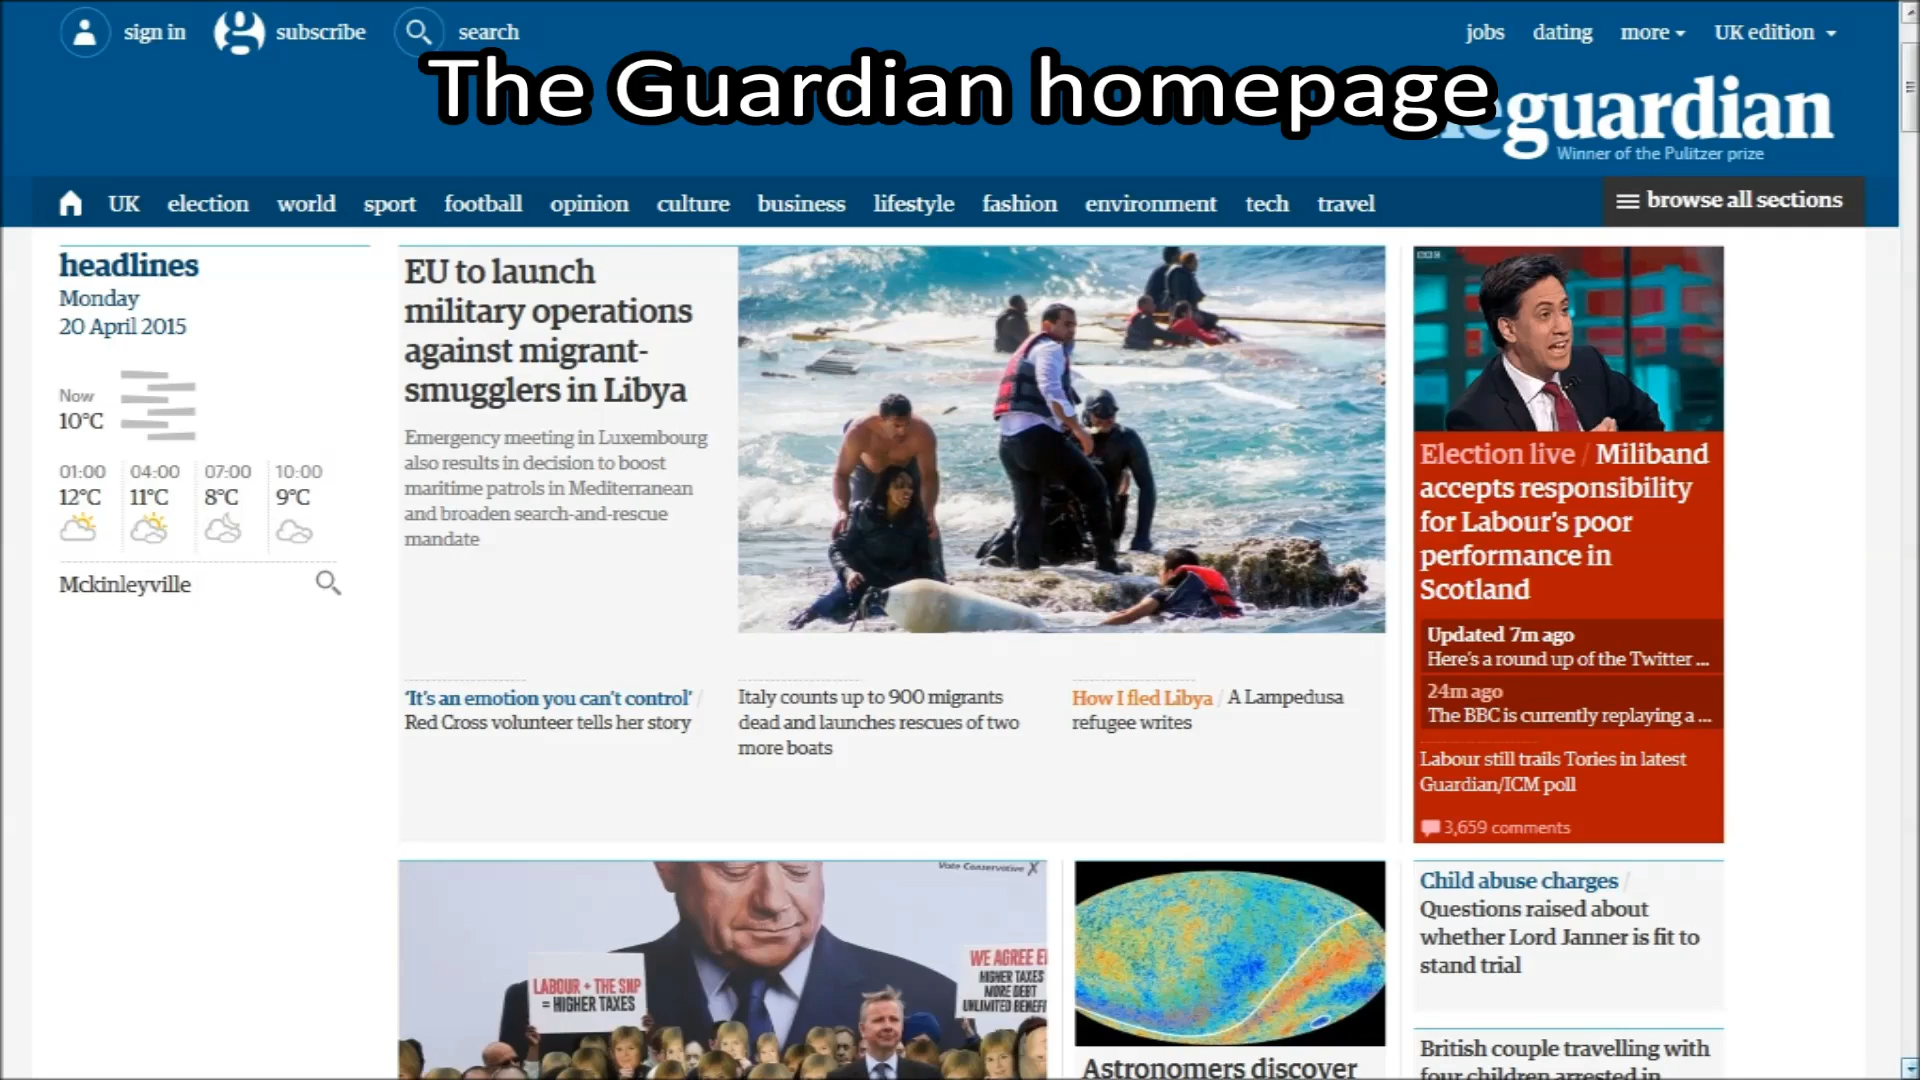 sign in
subscribe
search
jobs
dating
more
UK edition
The Guardian homepage
guardian
Winner of the Pulitzer prize
UK
election
world
sport
football
opinion
culture
business
lifestyle
fashion
environment
tech
travel
browse all sections
headlines
Monday
20 April 2015
Now
10°C
01:00 04:00 07:00 10:00
12°C 11°C 8°C 9°C
Mckinleyville
EU to launch
military operations
against migrant-
smugglers in Libya
Emergency meeting in Luxembourg
also results in decision to boost
maritime patrols in Mediterranean
and broaden search-and-rescue
mandate
'It's an emotion you can't control' /
Red Cross volunteer tells her story
Italy counts up to 900 migrants
dead and launches rescues of two
more boats
How I fled Libya / A Lampedusa
refugee writes
Election live / Miliband
accepts responsibility
for Labour's poor
performance in
Scotland
Updated 7m ago
Here's a round up of the Twitter ...
24m ago
The BBC is currently replaying a ...
Labour still trails Tories in latest
Guardian/ICM poll
3,659 comments
Vote Conservative X
LABOUR + THE SNP
= HIGHER TAXES
WE AGREE
HIGHER TAXES
MORE DEBT
UNLIMITED
Astronomers discover
Child abuse charges /
Questions raised about
whether Lord Janner is fit to
stand trial
British couple travelling with
four children arrested in